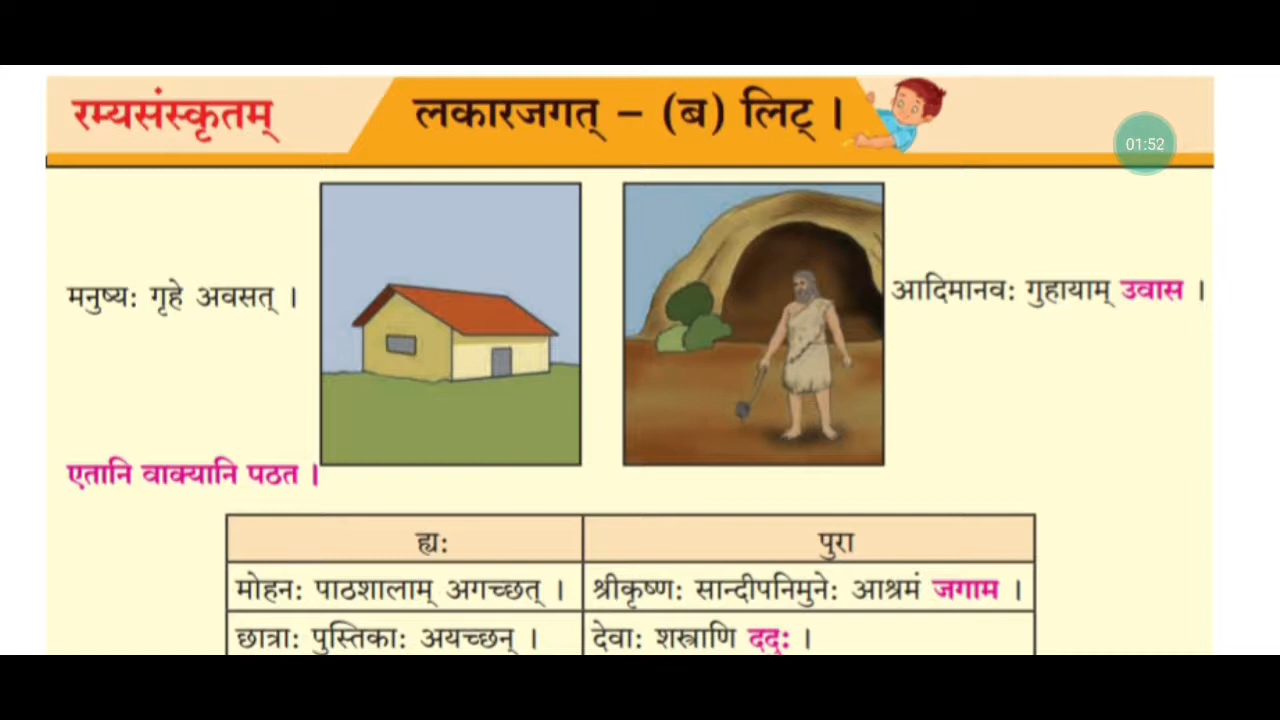 रम्यसंस्कृतम्
लकारजगत् – (ब) लिट् ।
01:52
मनुष्यः गृहे अवसत् ।
आदिमानवः गुहायाम् उवास ।
एतानि वाक्यानि पठत ।
ह्यः पुरा
मोहनः पाठशालाम् अगच्छत् । श्रीकृष्णः सान्दीपनिमुनेः आश्रमं जगाम ।
छात्राः पुस्तिकाः अयच्छन् । देवाः शस्त्राणि ददुः ।